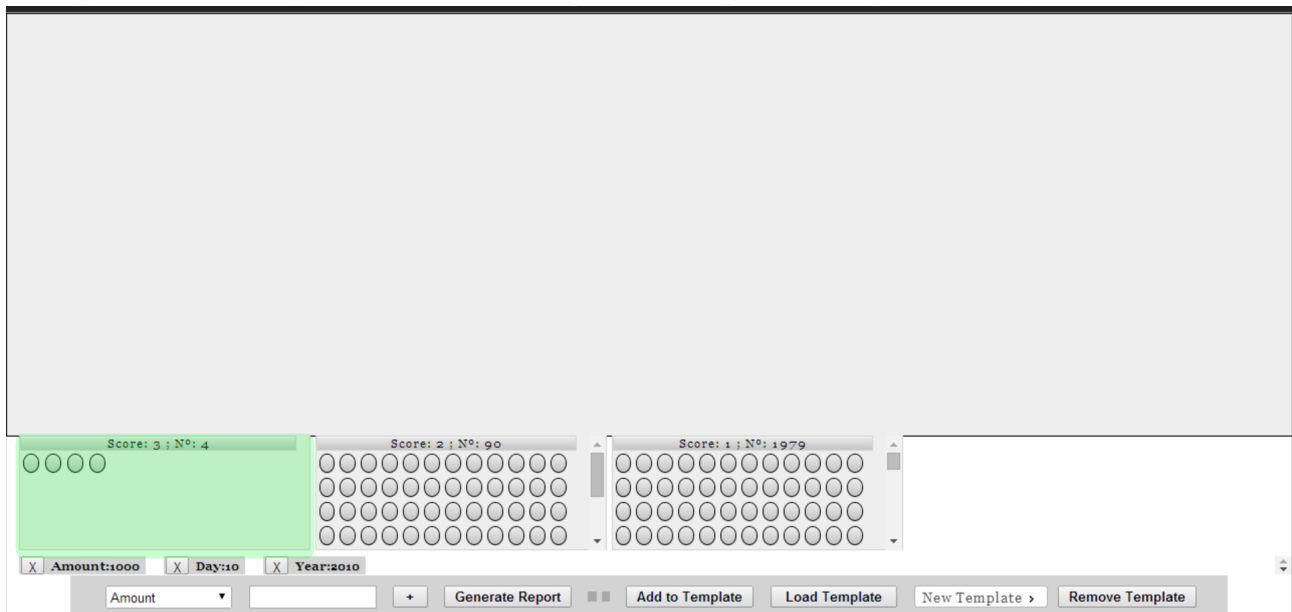 Score: 3 ; Nº: 4 Score: 2 ; Nº: 90 Score: 1 ; Nº: 1979
X Amount:1000 X Day:10 X Year:2010
Amount + Generate Report Add to Template Load Template New Template › Remove Template